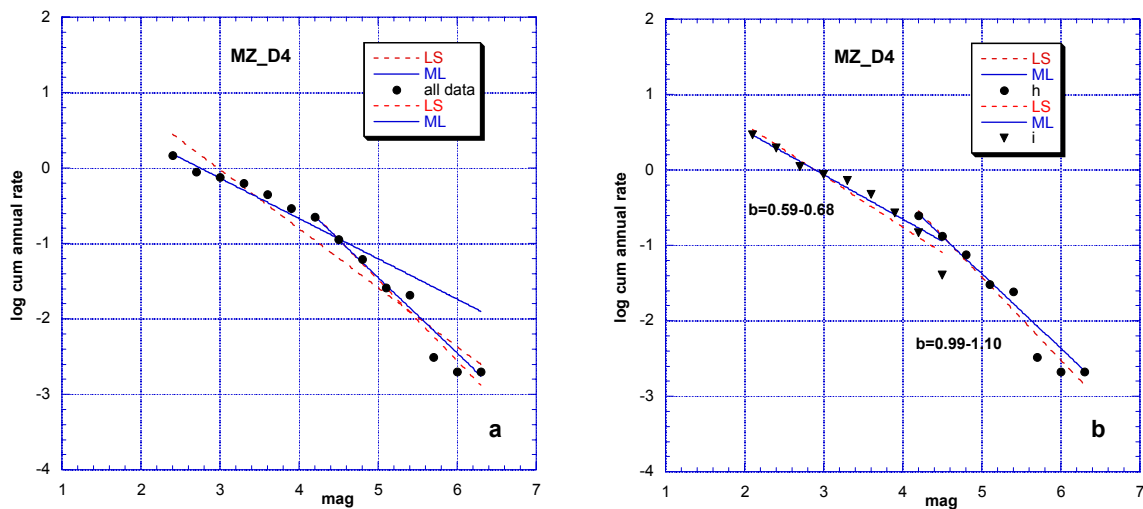 MZ_D4
LS
ML
all data
LS
ML
2
1
0
-1
-2
-3
-4
log cum annual rate
a
1 2 3 4 5 6 7
mag
MZ_D4
LS
ML
h
LS
ML
i
2
1
0
-1
-2
-3
-4
log cum annual rate
b=0.59-0.68
b=0.99-1.10
b
1 2 3 4 5 6 7
mag